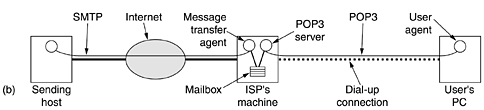 SMTP
Internet
Message
transfer
agent
POP3
server
POP3
User
agent
(b)
Sending
host
Mailbox
ISP's
machine
Dial-up
connection
User's
PC